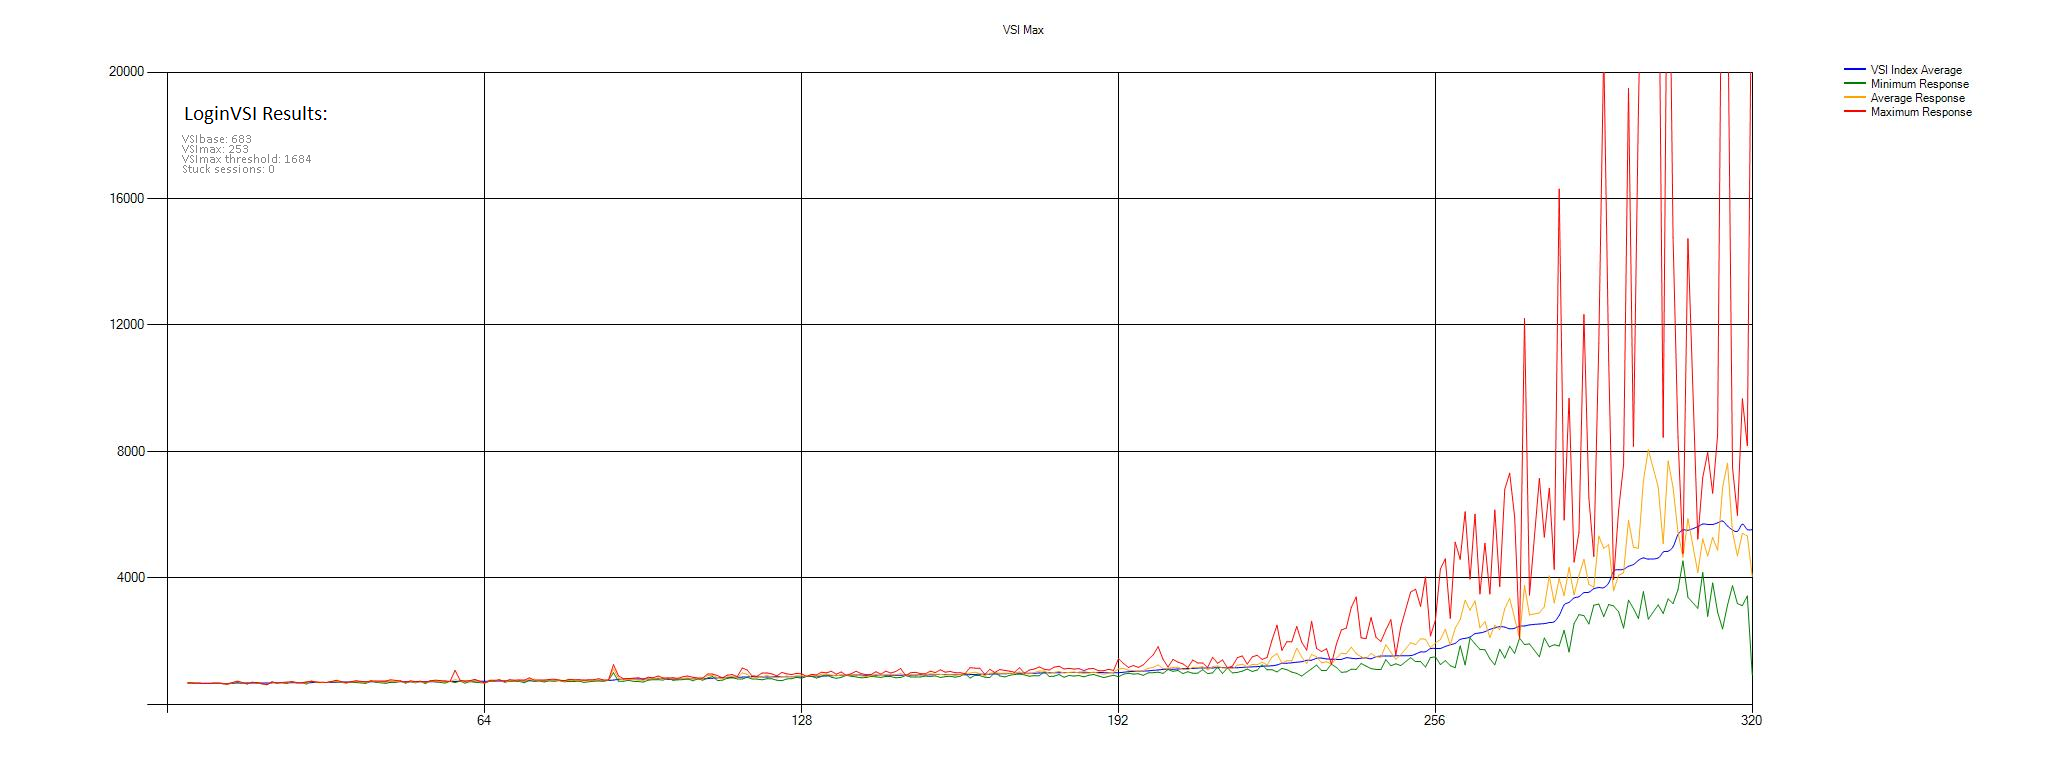 VSI Max
20000
16000
12000
8000
4000
LoginVSI Results:
VSIbase: 683
VSImax: 253
VSImax threshold: 1684
Stuck sessions: 0
VSI Index Average
Minimum Response
Average Response
Maximum Response
64
128
192
256
320